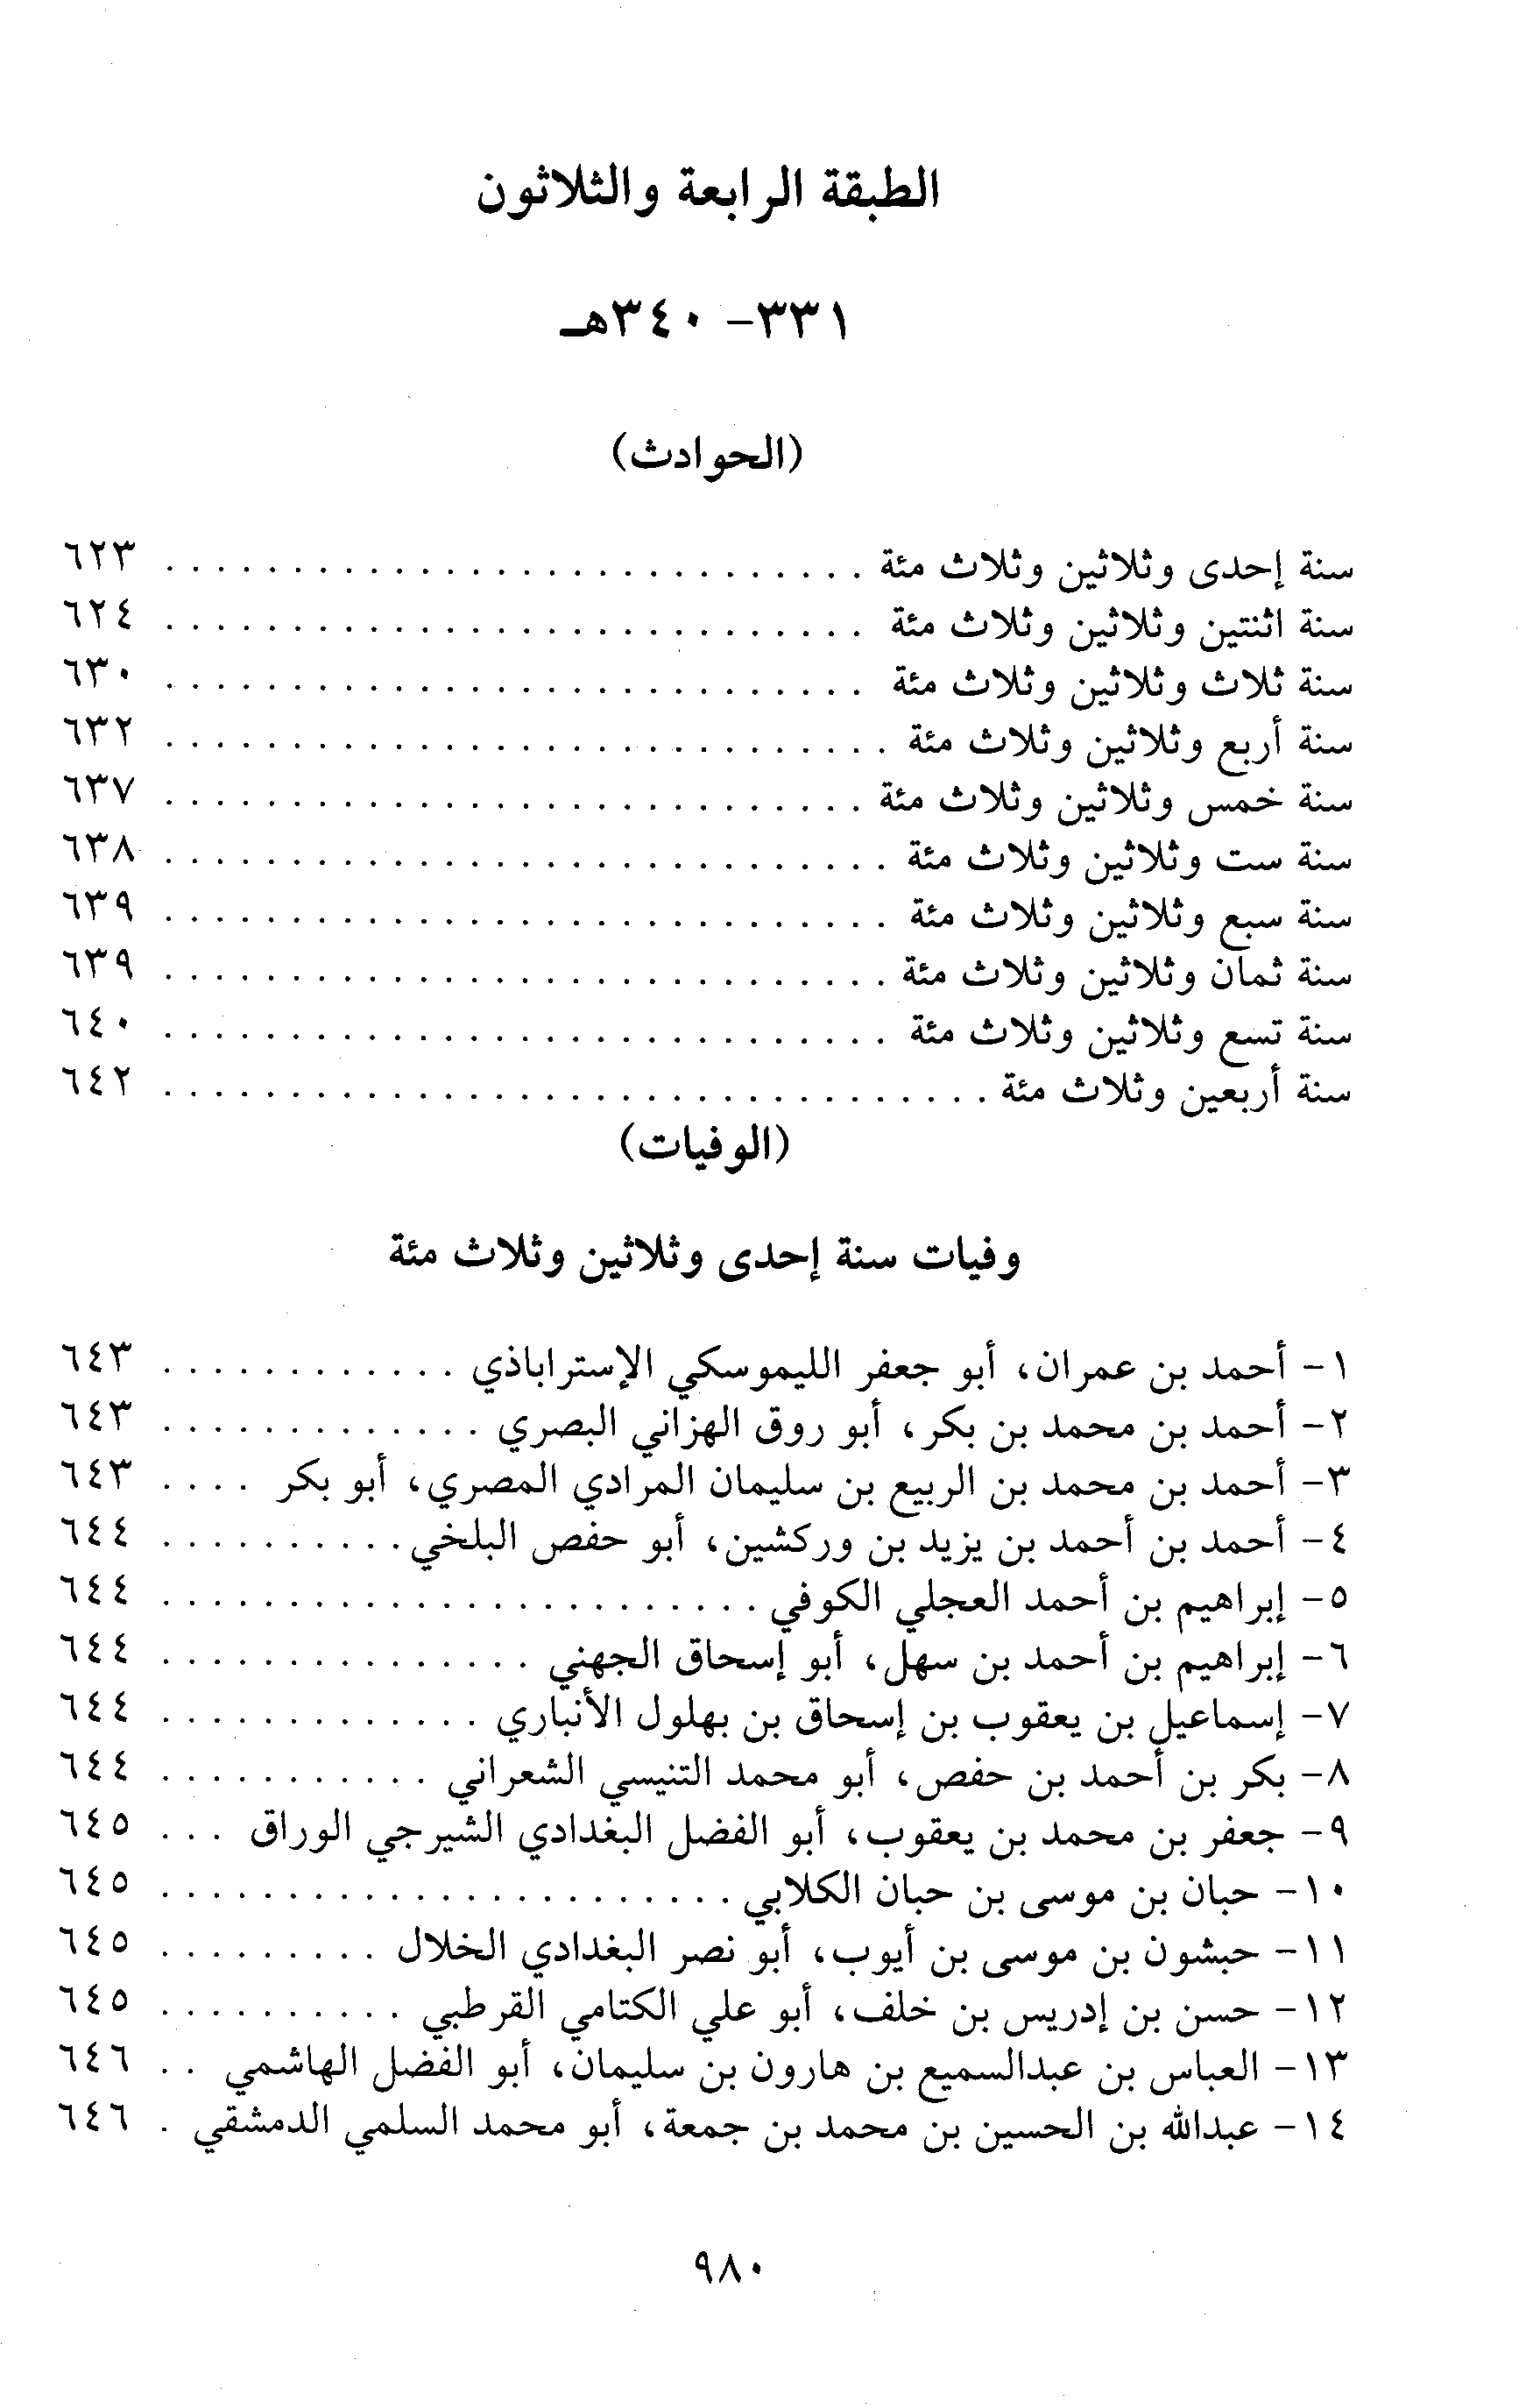 الطبقة الرابعة والثلاثون
٣٣١- ٣٤٠هـ
(الحوادث)
سنة إحدى وثلاثين وثلاث مئة . . . . . . . . . . . . . . . . . . . . . . . . . . . . ٦٢٣
سنة اثنتين وثلاثين وثلاث مئة . . . . . . . . . . . . . . . . . . . . . . . . . . . . ٦٢٤
سنة ثلاث وثلاثين وثلاث مئة . . . . . . . . . . . . . . . . . . . . . . . . . . . . ٦٣٠
سنة أربع وثلاثين وثلاث مئة . . . . . . . . . . . . . . . . . . . . . . . . . . . . . ٦٣٢
سنة خمس وثلاثين وثلاث مئة . . . . . . . . . . . . . . . . . . . . . . . . . . . . ٦٣٧
سنة ست وثلاثين وثلاث مئة . . . . . . . . . . . . . . . . . . . . . . . . . . . . . ٦٣٨
سنة سبع وثلاثين وثلاث مئة . . . . . . . . . . . . . . . . . . . . . . . . . . . . . ٦٣٩
سنة ثمان وثلاثين وثلاث مئة . . . . . . . . . . . . . . . . . . . . . . . . . . . . . ٦٣٩
سنة تسع وثلاثين وثلاث مئة . . . . . . . . . . . . . . . . . . . . . . . . . . . . . ٦٤٠
سنة أربعين وثلاث مئة . . . . . . . . . . . . . . . . . . . . . . . . . . . . . . . . . ٦٤٢
(الوفيات)
وفيات سنة إحدى وثلاثين وثلاث مئة
١- أحمد بن عمران، أبو جعفر الليموسكي الإستراباذي . . . . . . . . . . . . ٦٤٣
٢- أحمد بن محمد بن بكر، أبو روق الهزاني البصري . . . . . . . . . . . . . ٦٤٣
٣- أحمد بن محمد بن الربيع بن سليمان المرادي المصري، أبو بكر . . . . ٦٤٣
٤- أحمد بن أحمد بن يزيد بن وركشين، أبو حفص البلخي . . . . . . . . . . ٦٤٤
٥- إبراهيم بن أحمد العجلي الكوفي . . . . . . . . . . . . . . . . . . . . . . . . ٦٤٤
٦- إبراهيم بن أحمد بن سهل، أبو إسحاق الجهني . . . . . . . . . . . . . . . ٦٤٤
٧- إسماعيل بن يعقوب بن إسحاق بن بهلول الأنباري . . . . . . . . . . . . . ٦٤٤
٨- بكر بن أحمد بن حفص، أبو محمد التنيسي الشعراني . . . . . . . . . . . ٦٤٤
٩- جعفر بن محمد بن يعقوب، أبو الفضل البغدادي الشيرجي الوراق . . . ٦٤٥
١٠- حبان بن موسى بن حبان الكلابي . . . . . . . . . . . . . . . . . . . . . . . ٦٤٥
١١- حبشون بن موسى بن أيوب، أبو نصر البغدادي الخلال . . . . . . . . . ٦٤٥
١٢- حسن بن إدريس بن خلف، أبو علي الكتامي القرطبي . . . . . . . . . . ٦٤٥
١٣- العباس بن عبدالسميع بن هارون بن سليمان، أبو الفضل الهاشمي . . ٦٤٦
١٤- عبدالله بن الحسين بن محمد بن جمعة، أبو محمد السلمي الدمشقي . ٦٤٦
٩٨٠